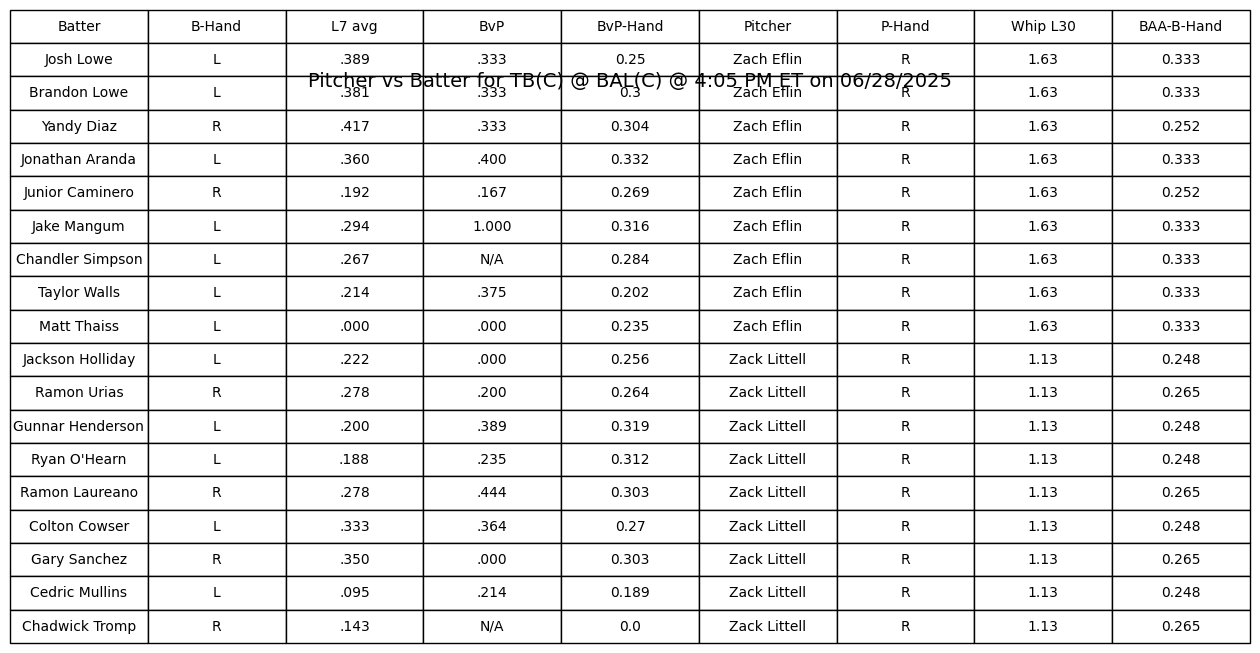 Batter B-Hand L7 avg BvP BvP-Hand Pitcher P-Hand Whip L30 BAA-B-Hand
Josh Lowe L .389 .333 0.25 Zach Eflin R 1.63 0.333
Pitcher vs Batter for TB(C) @ BAL(C) @ 4:05 PM ET on 06/28/2025
Brandon Lowe L .381 .333 0.3 Zach Eflin R 1.63 0.333
Yandy Diaz R .417 .333 0.304 Zach Eflin R 1.63 0.252
Jonathan Aranda L .360 .400 0.332 Zach Eflin R 1.63 0.333
Junior Caminero R .192 .167 0.269 Zach Eflin R 1.63 0.252
Jake Mangum L .294 1.000 0.316 Zach Eflin R 1.63 0.333
Chandler Simpson L .267 N/A 0.284 Zach Eflin R 1.63 0.333
Taylor Walls L .214 .375 0.202 Zach Eflin R 1.63 0.333
Matt Thaiss L .000 .000 0.235 Zach Eflin R 1.63 0.333
Jackson Holliday L .222 .000 0.256 Zack Littell R 1.13 0.248
Ramon Urias R .278 .200 0.264 Zack Littell R 1.13 0.265
Gunnar Henderson L .200 .389 0.319 Zack Littell R 1.13 0.248
Ryan O'Hearn L .188 .235 0.312 Zack Littell R 1.13 0.248
Ramon Laureano R .278 .444 0.303 Zack Littell R 1.13 0.265
Colton Cowser L .333 .364 0.27 Zack Littell R 1.13 0.248
Gary Sanchez R .350 .000 0.303 Zack Littell R 1.13 0.265
Cedric Mullins L .095 .214 0.189 Zack Littell R 1.13 0.248
Chadwick Tromp R .143 N/A 0.0 Zack Littell R 1.13 0.265